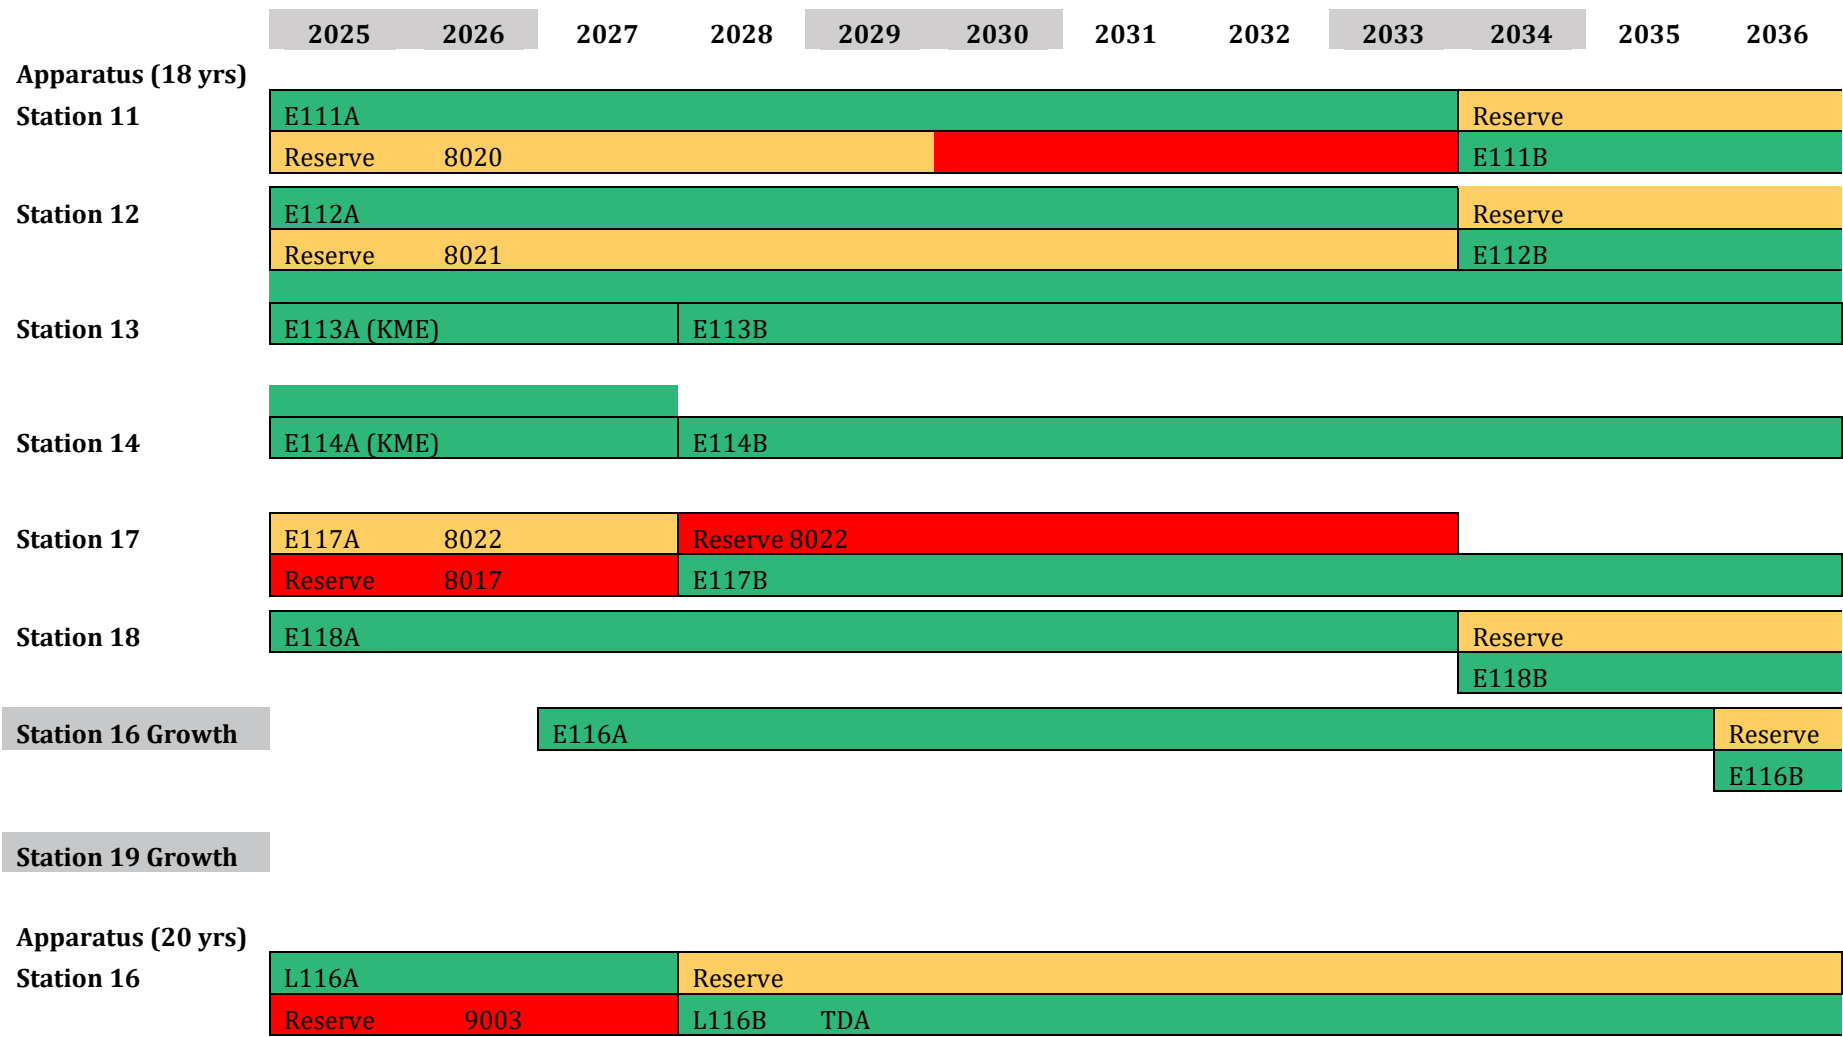 2025 2026 2027 2028 2029 2030 2031 2032 2033 2034 2035 2036
Apparatus (18 yrs)
Station 11 E111A Reserve
Reserve 8020 E111B
Station 12 E112A Reserve
Reserve 8021 E112B
Station 13 E113A (KME) E113B
Station 14 E114A (KME) E114B
Station 17 E117A 8022 Reserve 8022
Reserve 8017 E117B
Station 18 E118A Reserve
E118B
Station 16 Growth E116A Reserve
E116B
Station 19 Growth
Apparatus (20 yrs)
Station 16 L116A Reserve
Reserve 9003 L116B TDA